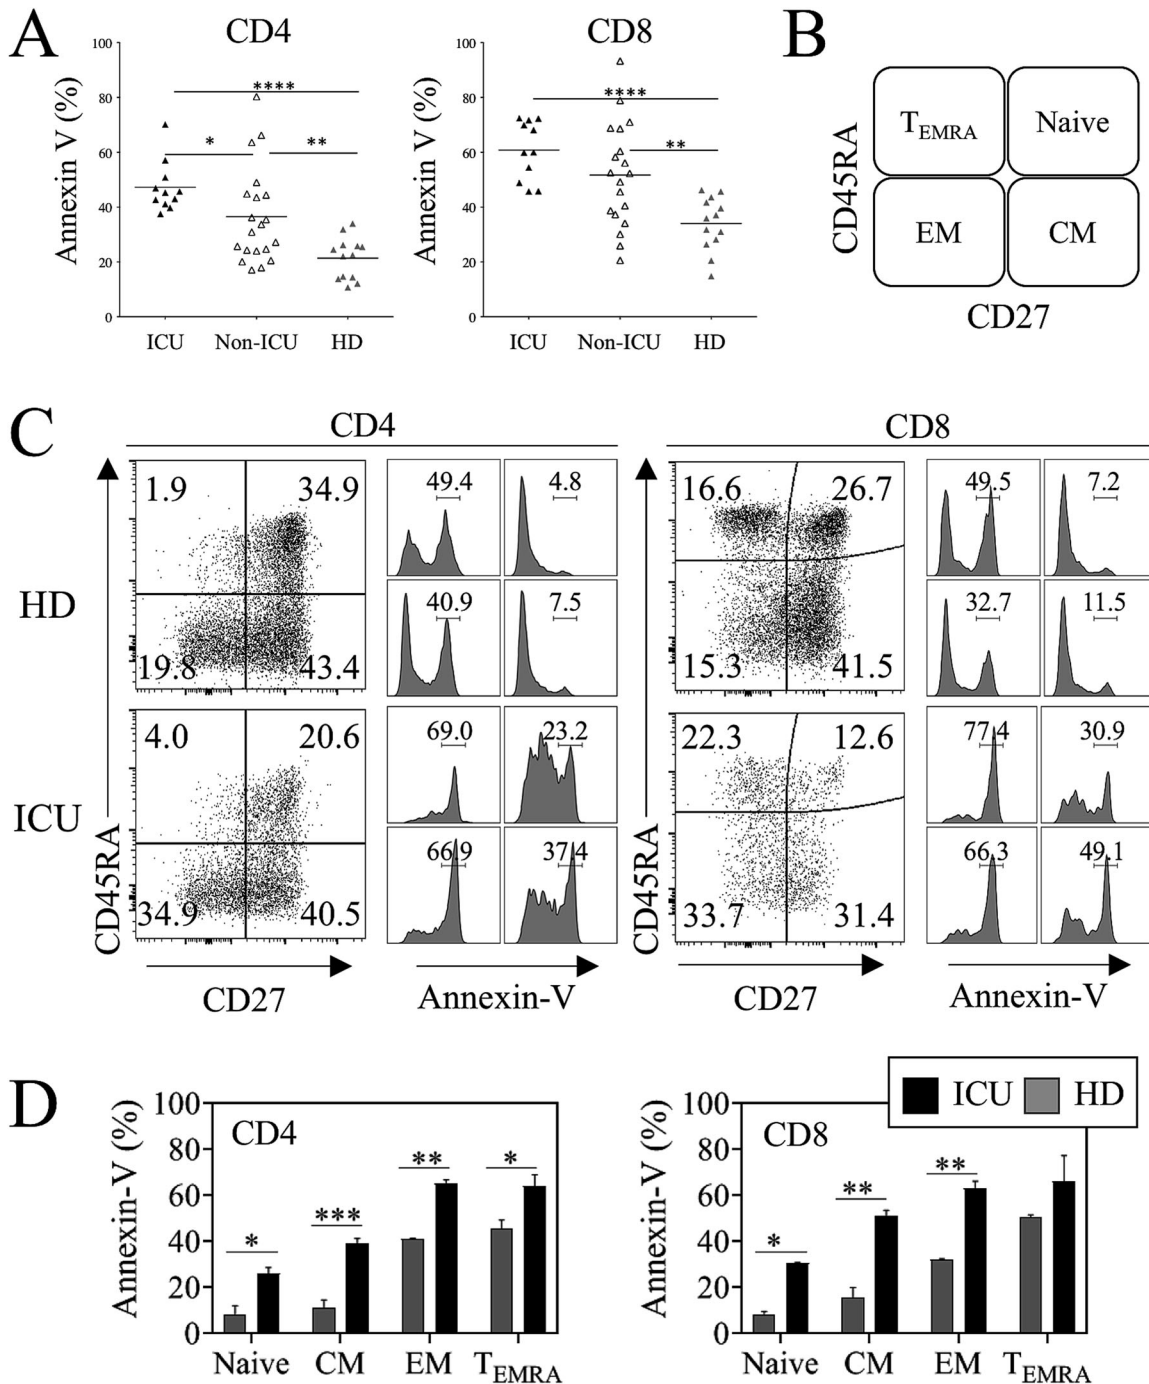 A
CD4
Annexin V (%)
100
80
60
40
20
0
****
*
**
ICU Non-ICU HD
CD8
Annexin V (%)
100
80
60
40
20
0
****
**
ICU Non-ICU HD
B
CD45RA
TEMRA Naive
EM CM
CD27
C
CD4
CD8
HD
1.9 34.9
19.8 43.4
49.4 4.8
40.9 7.5
16.6 26.7
15.3 41.5
49.5 7.2
32.7 11.5
ICU
4.0 20.6
34.9 40.5
69.0 23.2
66.9 37.4
22.3 12.6
33.7 31.4
77.4 30.9
66.3 49.1
CD45RA
CD45RA
CD27 Annexin-V CD27 Annexin-V
D
ICU HD
Annexin-V (%)
100
80
60
40
20
0
CD4
*
***
**
*
Naive CM EM TEMRA
Annexin-V (%)
100
80
60
40
20
0
CD8
*
**
**
Naive CM EM TEMRA